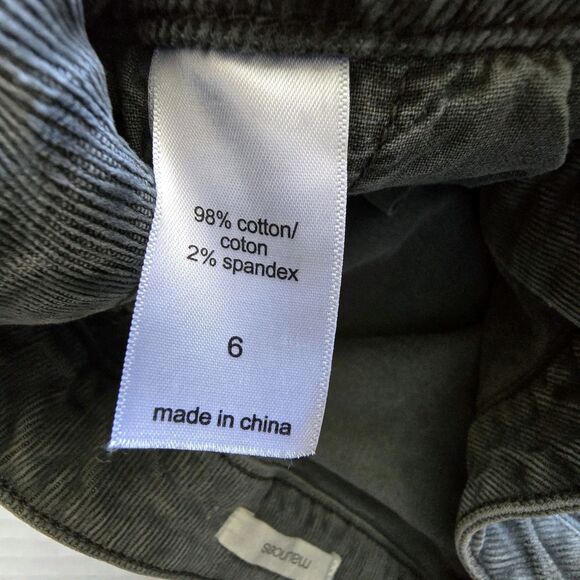 98% cotton/
coton
2% spandex
6
made in china
maurices